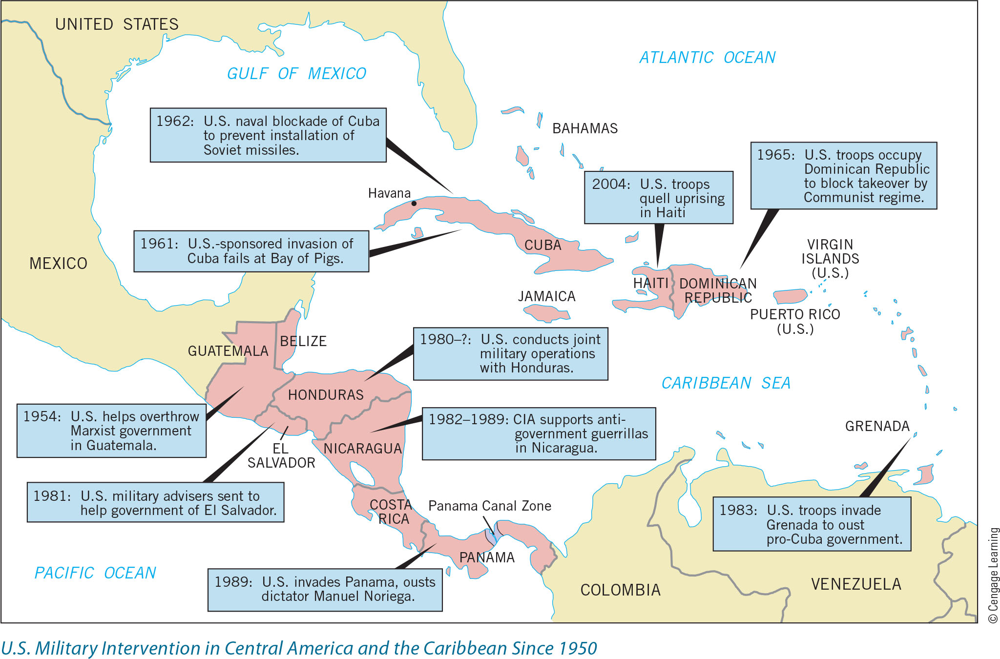 UNITED STATES
ATLANTIC OCEAN
GULF OF MEXICO
1962: U.S. naval blockade of Cuba
to prevent installation of
Soviet missiles.
BAHAMAS
1965: U.S. troops occupy
Dominican Republic
to block takeover by
Communist regime.
2004: U.S. troops
quell uprising
in Haiti
Havana
1961: U.S.-sponsored invasion of
Cuba fails at Bay of Pigs.
CUBA
VIRGIN
ISLANDS
(U.S.)
MEXICO
HAITI
DOMINICAN
REPUBLIC
JAMAICA
PUERTO RICO
(U.S.)
BELIZE
GUATEMALA
1980–?: U.S. conducts joint
military operations
with Honduras.
CARIBBEAN SEA
HONDURAS
1954: U.S. helps overthrow
Marxist government
in Guatemala.
1982–1989: CIA supports anti-
government guerrillas
in Nicaragua.
GRENADA
EL
SALVADOR
NICARAGUA
1981: U.S. military advisers sent to
help government of El Salvador.
COSTA
RICA
Panama Canal Zone
1983: U.S. troops invade
Grenada to oust
pro-Cuba government.
PANAMA
PACIFIC OCEAN
1989: U.S. invades Panama, ousts
dictator Manuel Noriega.
COLOMBIA
VENEZUELA
© Cengage Learning
U.S. Military Intervention in Central America and the Caribbean Since 1950